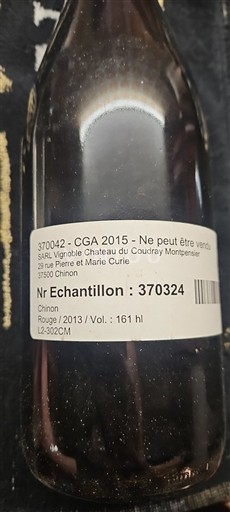 370042 - CGA 2015 - Ne peut être vendu
SARL Vignoble Chateau du Coudray Montpensier
29 rue Pierre et Marie Curie
37500 Chinon
Nr Echantillon : 370324
Chinon
Rouge / 2013 / Vol. : 161 hl
L2-302CM